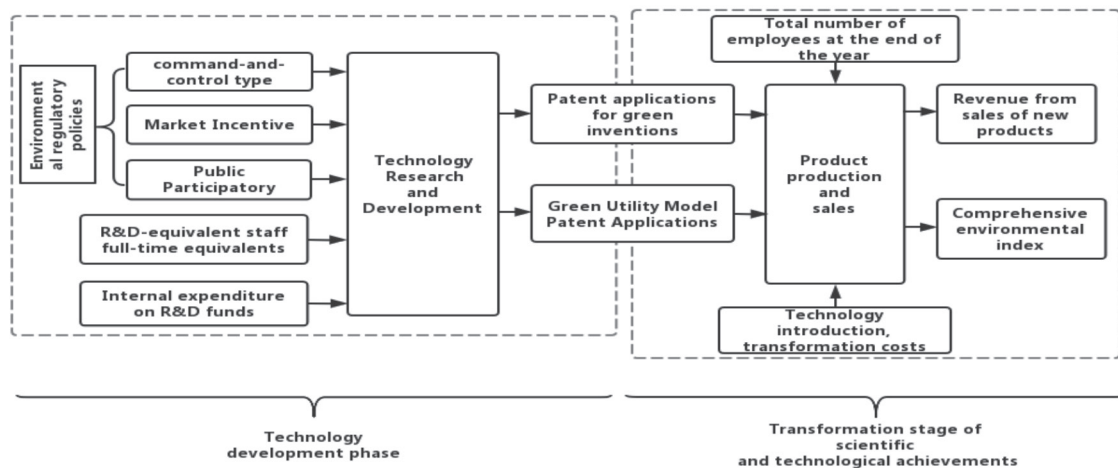 Environment
al regulatory
policies
command-and-
control type
Market Incentive
Public
Participatory
R&D-equivalent staff
full-time equivalents
Internal expenditure
on R&D funds
Technology
Research
and
Development
Patent applications
for green
inventions
Green Utility Model
Patent Applications
Total number of
employees at the end of
the year
Product
production
and
sales
Technology
introduction,
transformation costs
Revenue from
sales of new
products
Comprehensive
environmental
index
Technology
development phase
Transformation stage of
scientific
and technological achievements